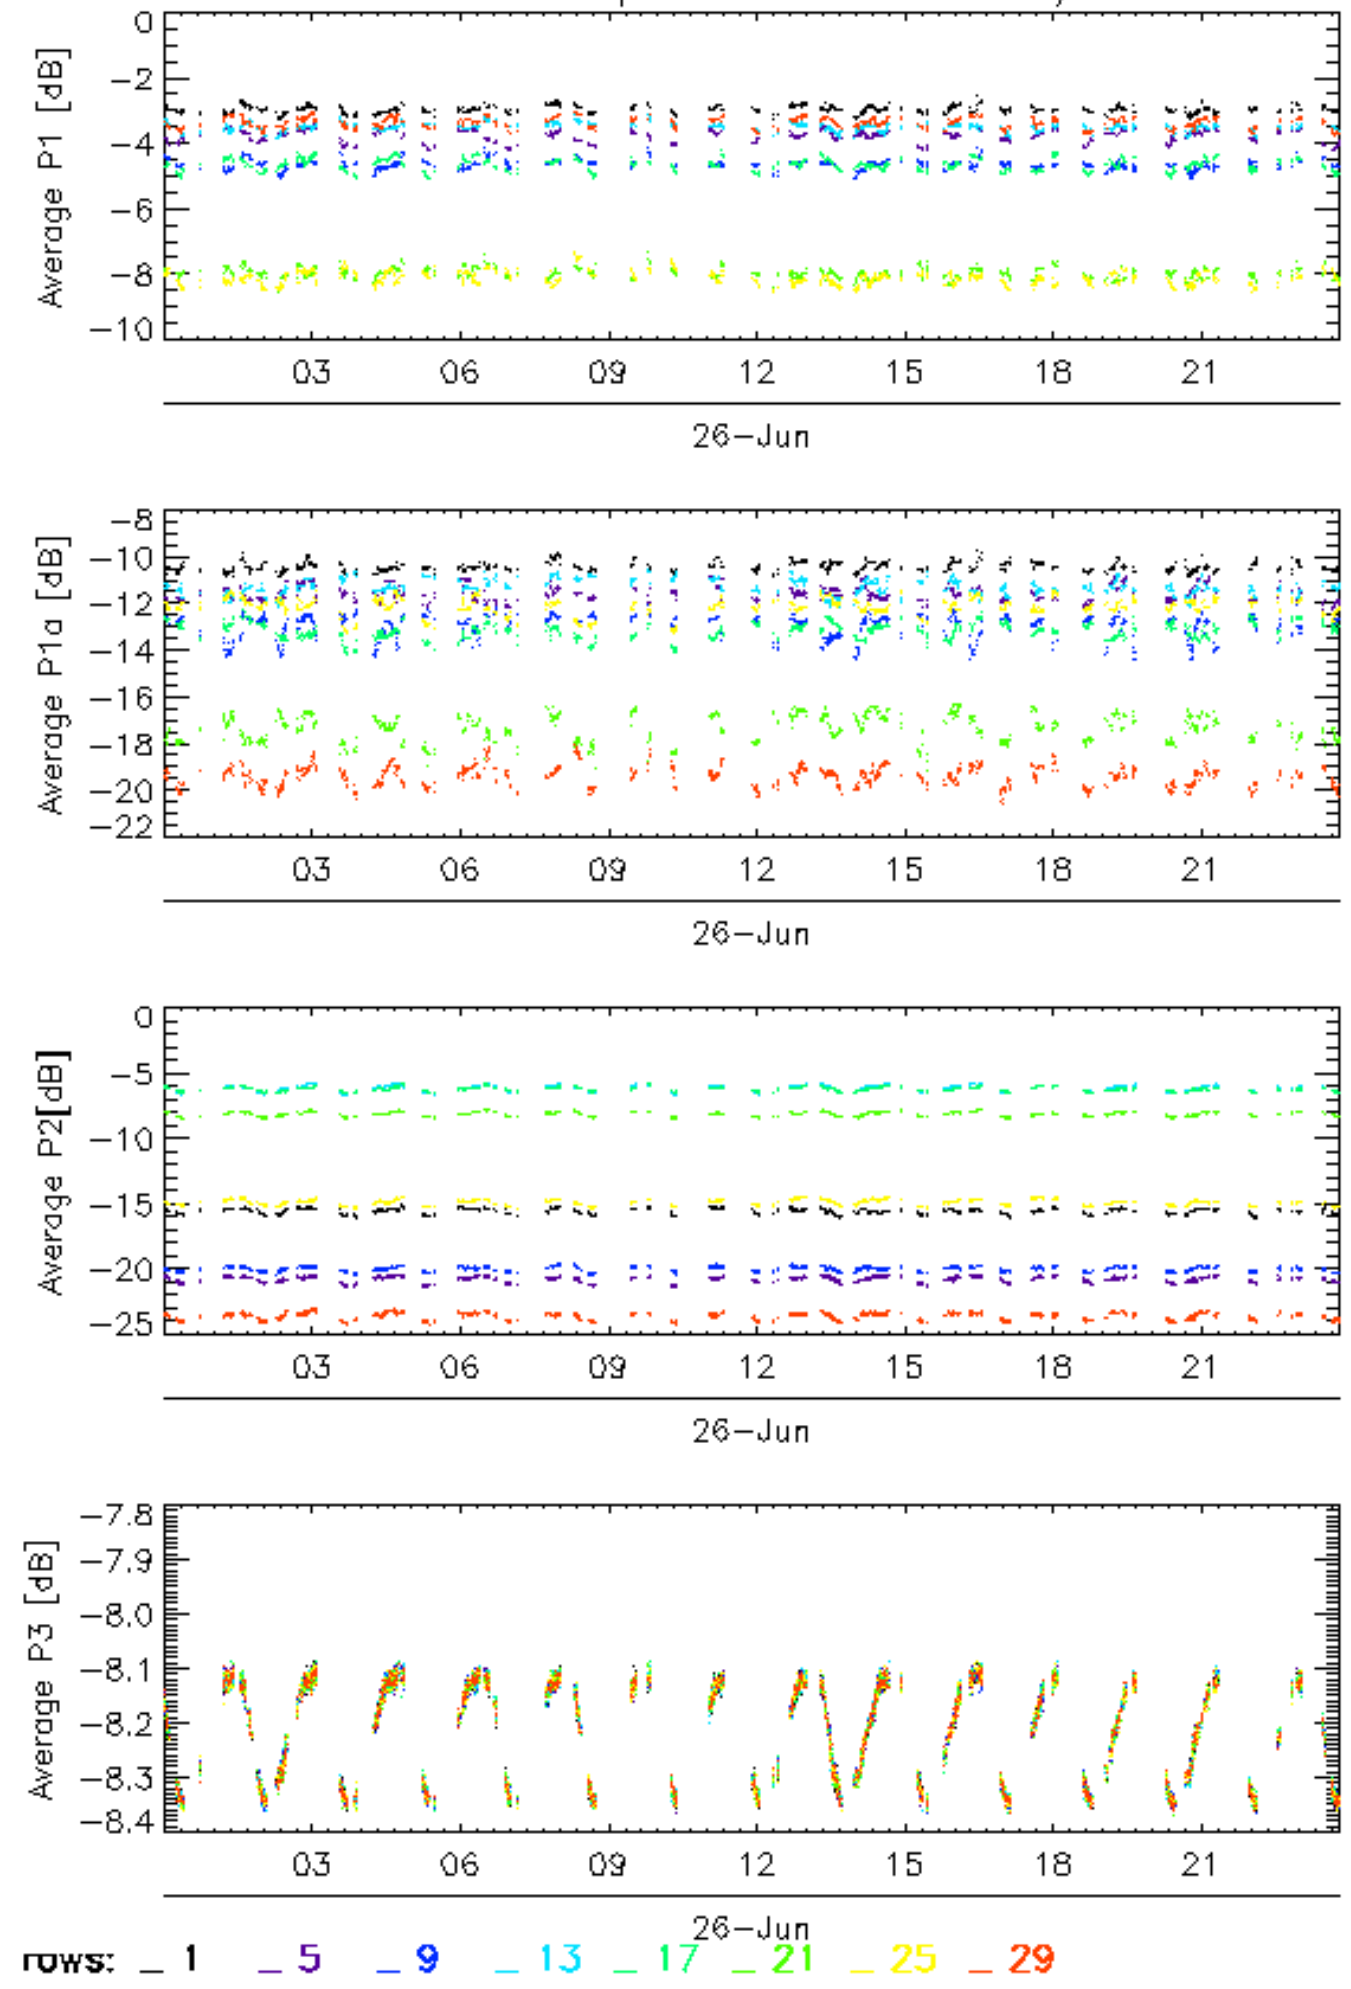 Average P1 [dB]
0
−2
−4
−6
−8
−10
03 06 09 12 15 18 21
26−Jun
Average P1a [dB]
−8
−10
−12
−14
−16
−18
−20
−22
03 06 09 12 15 18 21
26−Jun
Average P2[dB]
0
−5
−10
−15
−20
−25
03 06 09 12 15 18 21
26−Jun
Average P3 [dB]
−7.8
−7.9
−8.0
−8.1
−8.2
−8.3
−8.4
03 06 09 12 15 18 21
26−Jun
rows: _ 1 _ 5 _ 9 _ 13 _ 17 _ 21 _ 25 _ 29